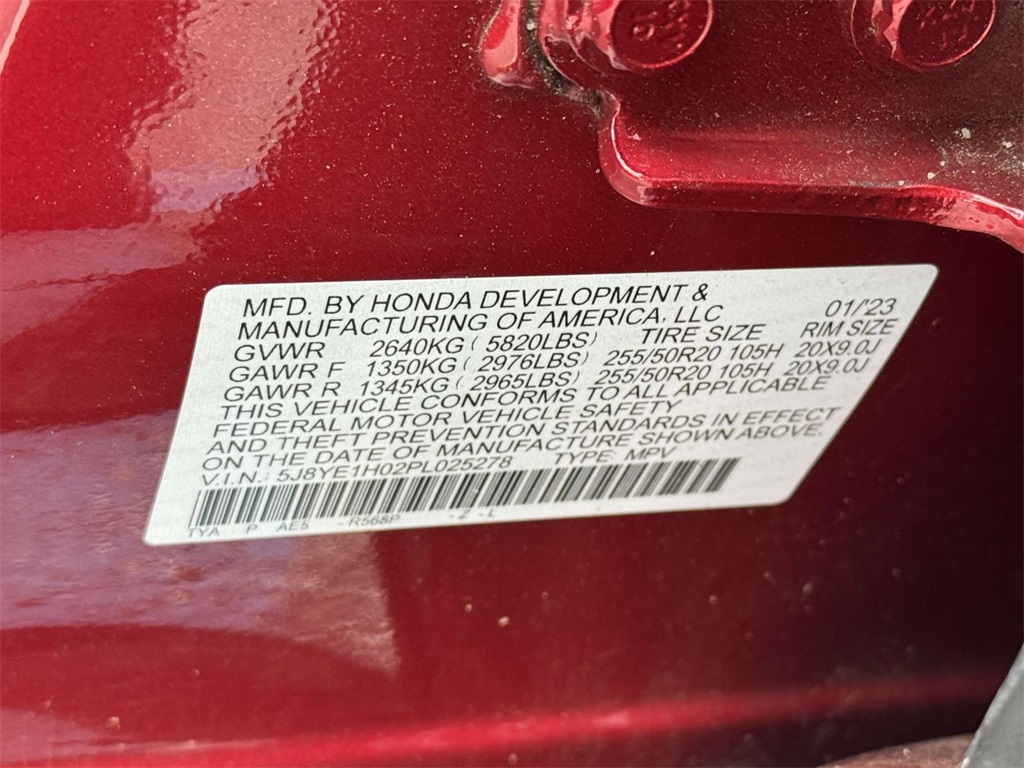 MFD. BY HONDA DEVELOPMENT &
MANUFACTURING OF AMERICA, LLC 01/'23
GVWR 2640KG ( 5820LBS) TIRE SIZE RIM SIZE
GAWR F 1350KG ( 2976LBS) 255/50R20 105H 20X9.0J
GAWR R 1345KG ( 2965LBS) 255/50R20 105H 20X9.0J
THIS VEHICLE CONFORMS TO ALL APPLICABLE
FEDERAL MOTOR VEHICLE SAFETY
AND THEFT PREVENTION STANDARDS IN EFFECT
ON THE DATE OF MANUFACTURE SHOWN ABOVE.
V.I.N.: 5J8YE1H02PL025278 TYPE: MPV
TYA - P AE5 - R568P - Z - L